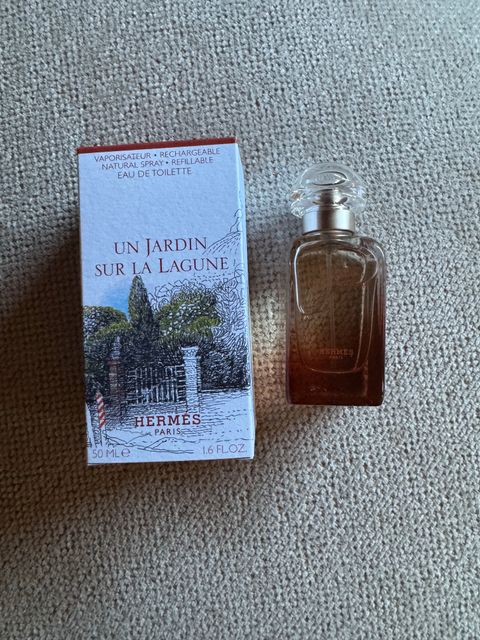 VAPORISATEUR • RECHARGEABLE
NATURAL SPRAY • REFILLABLE
EAU DE TOILETTE
UN JARDIN
SUR LA LAGUNE
HERMÈS
PARIS
50 ML e 1.6 FL.OZ.
HERMÈS
PARIS